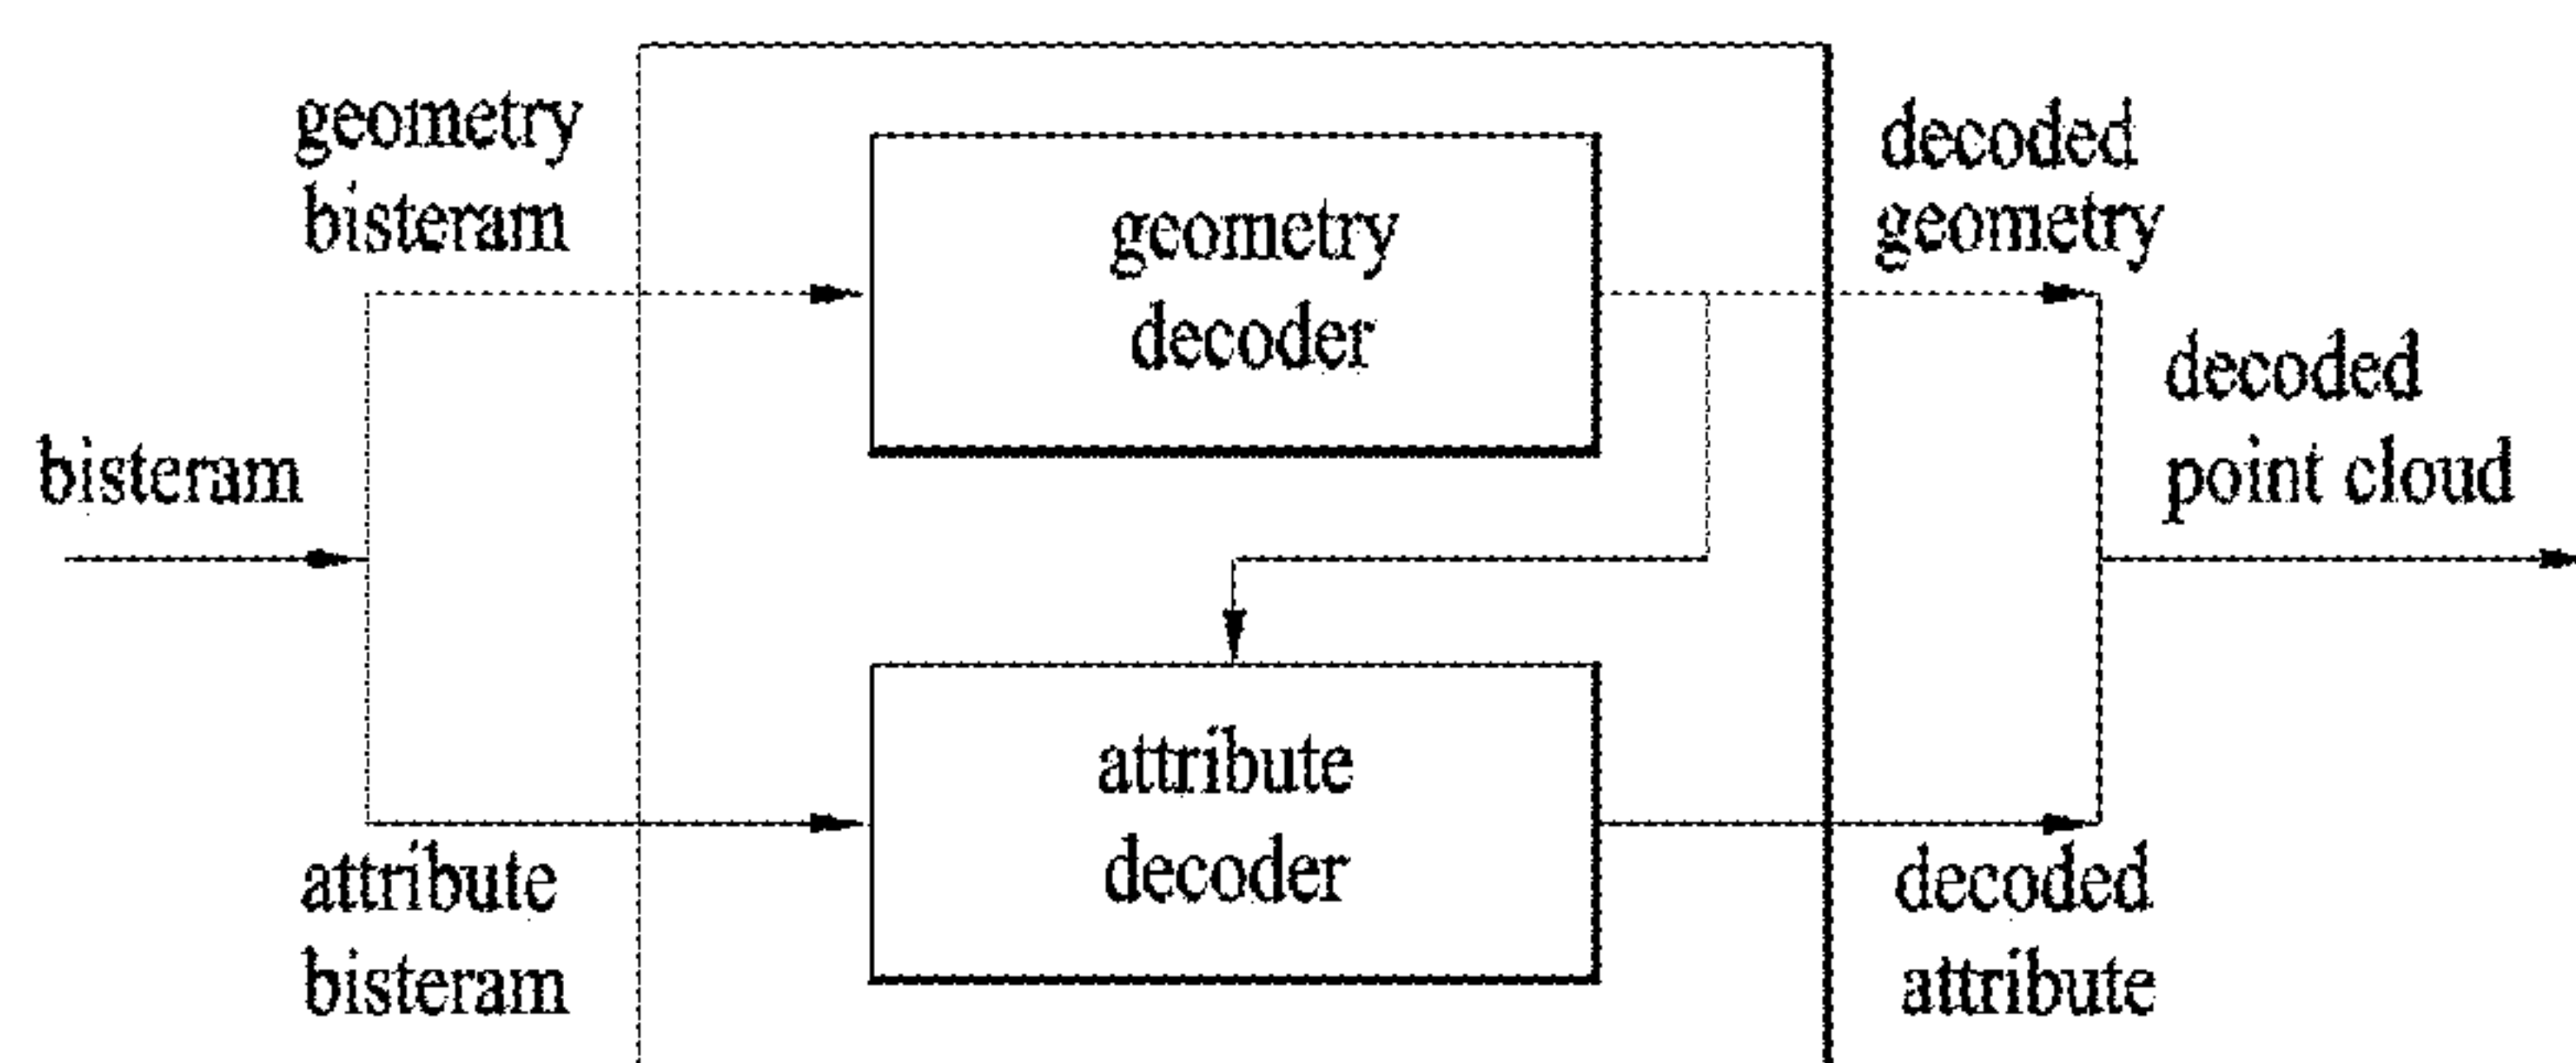 geometry
bisteram
geometry
decoder
decoded
geometry
bisteram
decoded
point cloud
attribute
decoder
attribute
bisteram
decoded
attribute